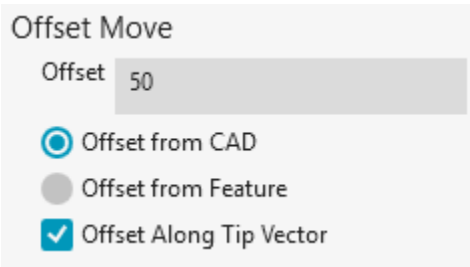 Offset Move
Offset 50
Offset from CAD
Offset from Feature
Offset Along Tip Vector